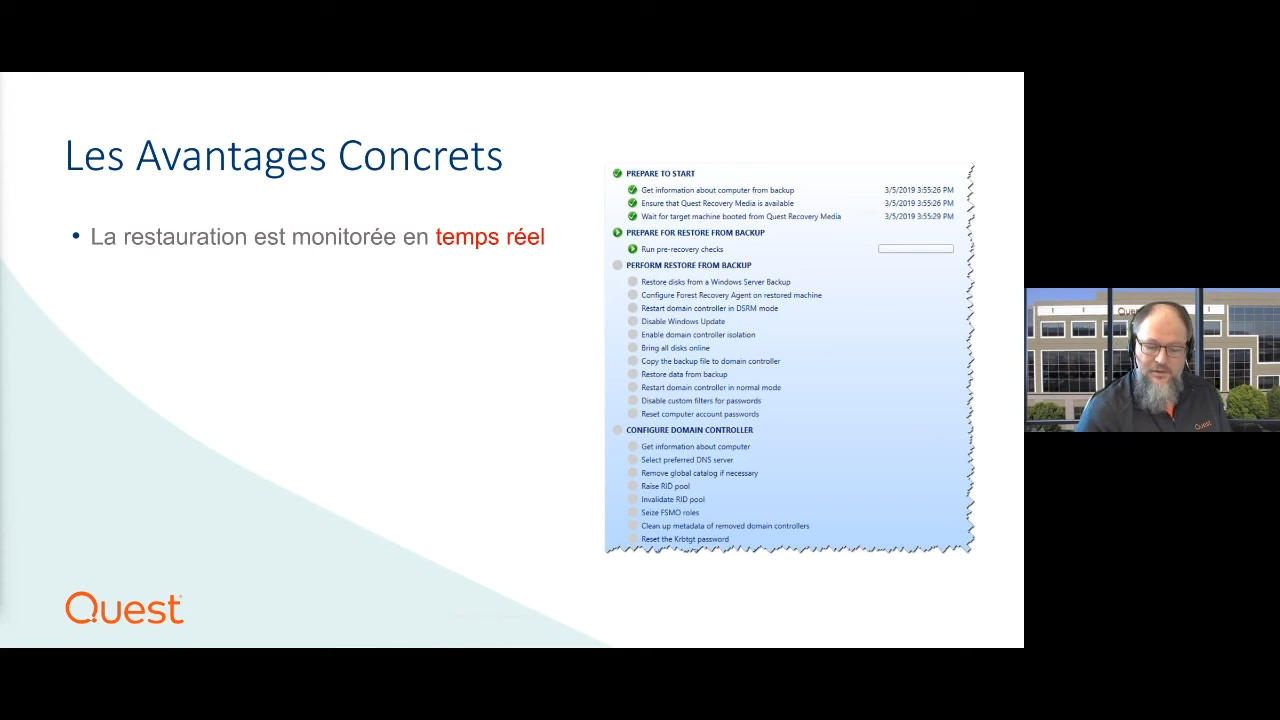 Les Avantages Concrets
• La restauration est monitorée en temps réel
PREPARE TO START
Get information about computer from backup 3/5/2019 3:55:26 PM
Ensure that Quest Recovery Media is available 3/5/2019 3:55:26 PM
Wait for target machine booted from Quest Recovery Media 3/5/2019 3:55:29 PM
PREPARE FOR RESTORE FROM BACKUP
Run pre-recovery checks
PERFORM RESTORE FROM BACKUP
Restore disks from a Windows Server Backup
Configure Forest Recovery Agent on restored machine
Restart domain controller in DSRM mode
Disable Windows Update
Enable domain controller isolation
Bring all disks online
Copy the backup file to domain controller
Restore data from backup
Restart domain controller in normal mode
Disable custom filters for passwords
Reset computer account passwords
CONFIGURE DOMAIN CONTROLLER
Get information about computer
Select preferred DNS server
Remove global catalog if necessary
Raise RID pool
Invalidate RID pool
Seize FSMO roles
Clean up metadata of removed domain controllers
Reset the Krbtgt password
Quest
Quest